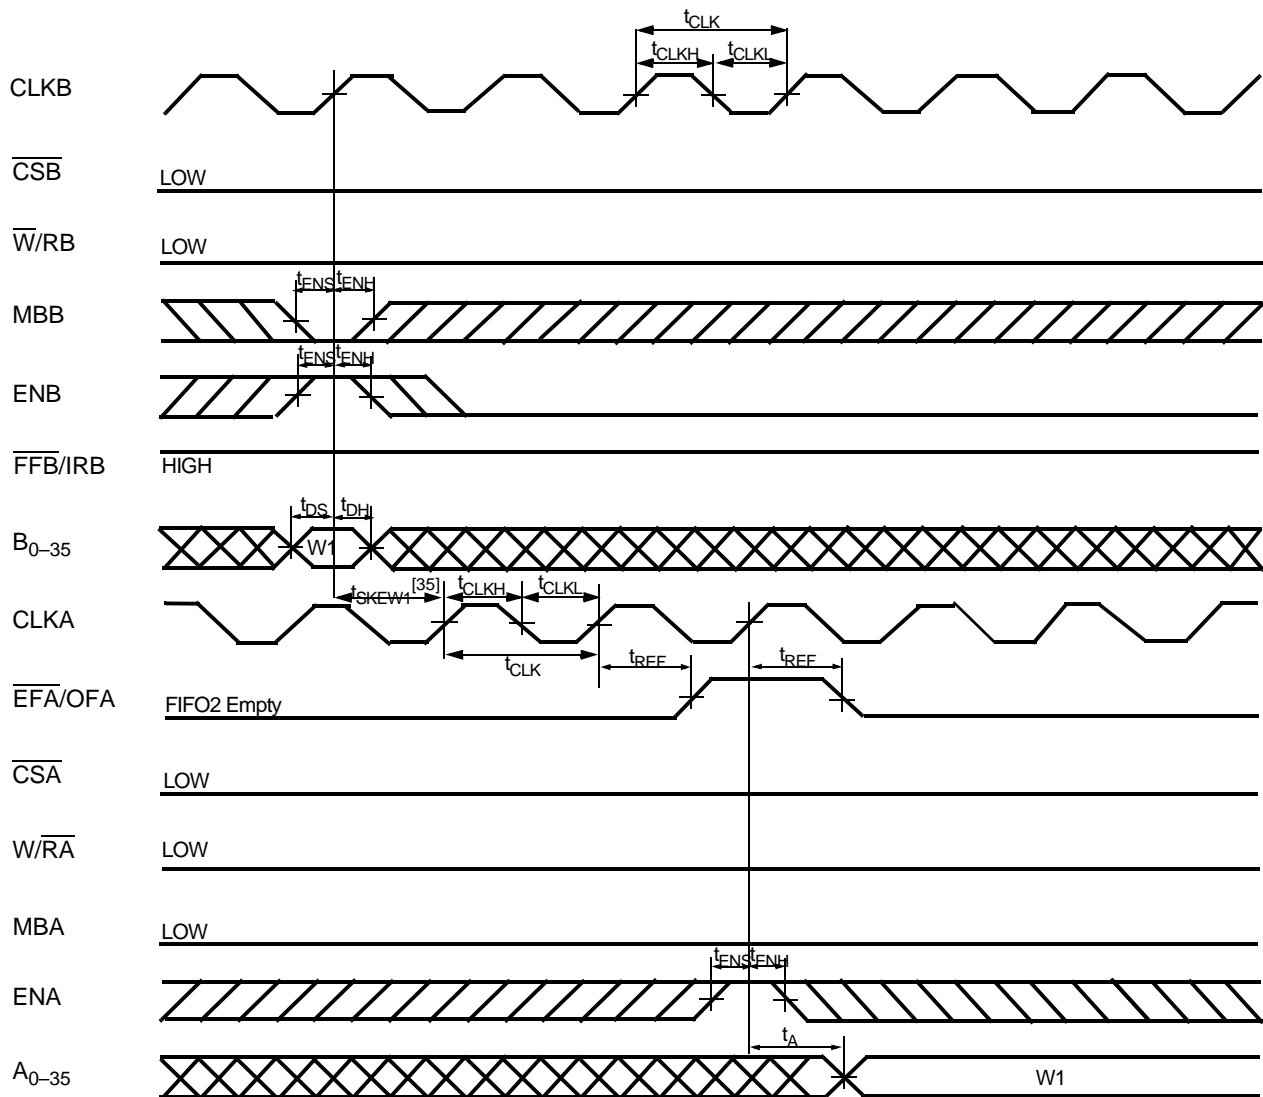 tCLK
tCLKH tCLKL
CLKB
CSB LOW
W/RB LOW
tENS tENH
MBB
tENS tENH
ENB
FFB/IRB HIGH
tDS tDH
B0–35 W1
tSKEW1[35] tCLKH tCLKL
CLKA
tCLK tREF tREF
EFA/OFA FIFO2 Empty
CSA LOW
W/RA LOW
MBA LOW
tENS tENH
ENA
tA
A0–35 W1